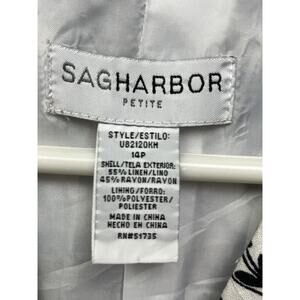 SAGHARBOR
PETITE
STYLE/ESTILO:
U82120KH
14P
SHELL/TELA EXTERIOR:
55% LINEN/LINO
45% RAYON/RAYON
LINING/FORRO:
100% POLYESTER/
POLIESTER
MADE IN CHINA
HECHO EN CHINA
RN#51735